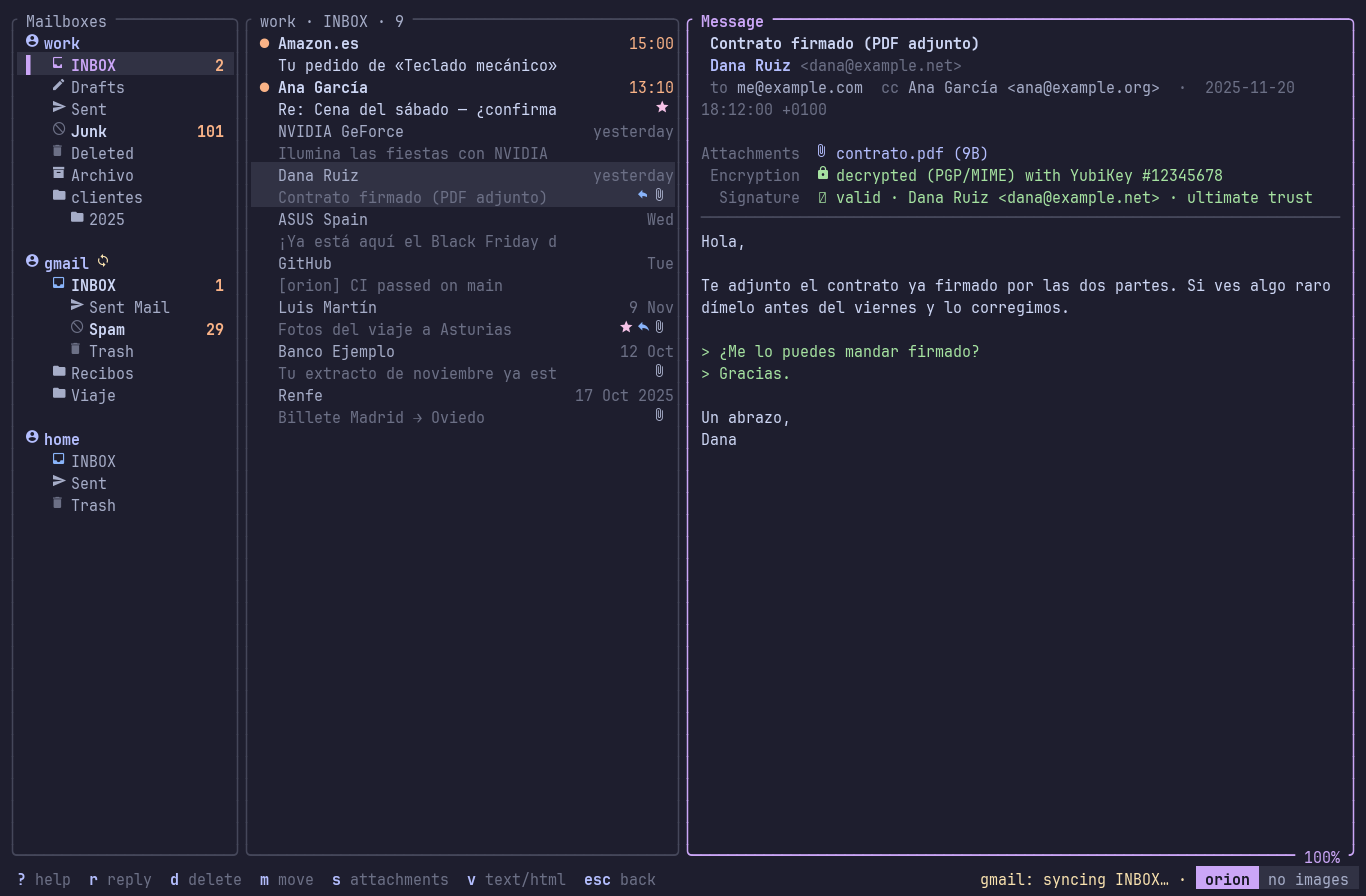 Mailboxes
work
INBOX 2
Drafts
Sent
Junk 101
Deleted
Archivo
clientes
2025
gmail
INBOX 1
Sent Mail
Spam 29
Trash
Recibos
Viaje
home
INBOX
Sent
Trash
work · INBOX · 9
Amazon.es 15:00
Tu pedido de «Teclado mecánico»
Ana García 13:10
Re: Cena del sábado — ¿confirma
NVIDIA GeForce yesterday
Ilumina las fiestas con NVIDIA
Dana Ruiz yesterday
Contrato firmado (PDF adjunto)
ASUS Spain Wed
¡Ya está aquí el Black Friday d
GitHub Tue
[orion] CI passed on main
Luis Martín 9 Nov
Fotos del viaje a Asturias
Banco Ejemplo 12 Oct
Tu extracto de noviembre ya est
Renfe 17 Oct 2025
Billete Madrid → Oviedo
Message
Contrato firmado (PDF adjunto)
Dana Ruiz <dana@example.net>
to me@example.com cc Ana García <ana@example.org> · 2025-11-20
18:12:00 +0100
Attachments contrato.pdf (9B)
Encryption decrypted (PGP/MIME) with YubiKey #12345678
Signature valid · Dana Ruiz <dana@example.net> · ultimate trust
Hola,
Te adjunto el contrato ya firmado por las dos partes. Si ves algo raro
dímelo antes del viernes y lo corregimos.
> ¿Me lo puedes mandar firmado?
> Gracias.
Un abrazo,
Dana
100%
? help r reply d delete m move s attachments v text/html esc back
gmail: syncing INBOX… · orion no images